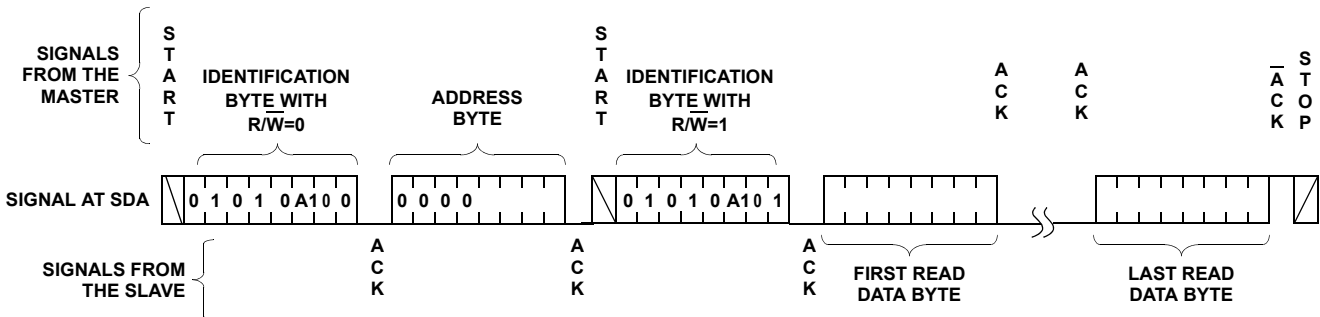 SIGNALS
FROM THE
MASTER
START
IDENTIFICATION
BYTE WITH
R/W̅=0
ADDRESS
BYTE
START
IDENTIFICATION
BYTE WITH
R/W̅=1
ACK
ACK
A̅CK
STOP
SIGNAL AT SDA
0 1 0 1 0 A1 0 0
0 0 0 0
0 1 0 1 0 A1 0 1
SIGNALS FROM
THE SLAVE
ACK
ACK
ACK
FIRST READ
DATA BYTE
LAST READ
DATA BYTE